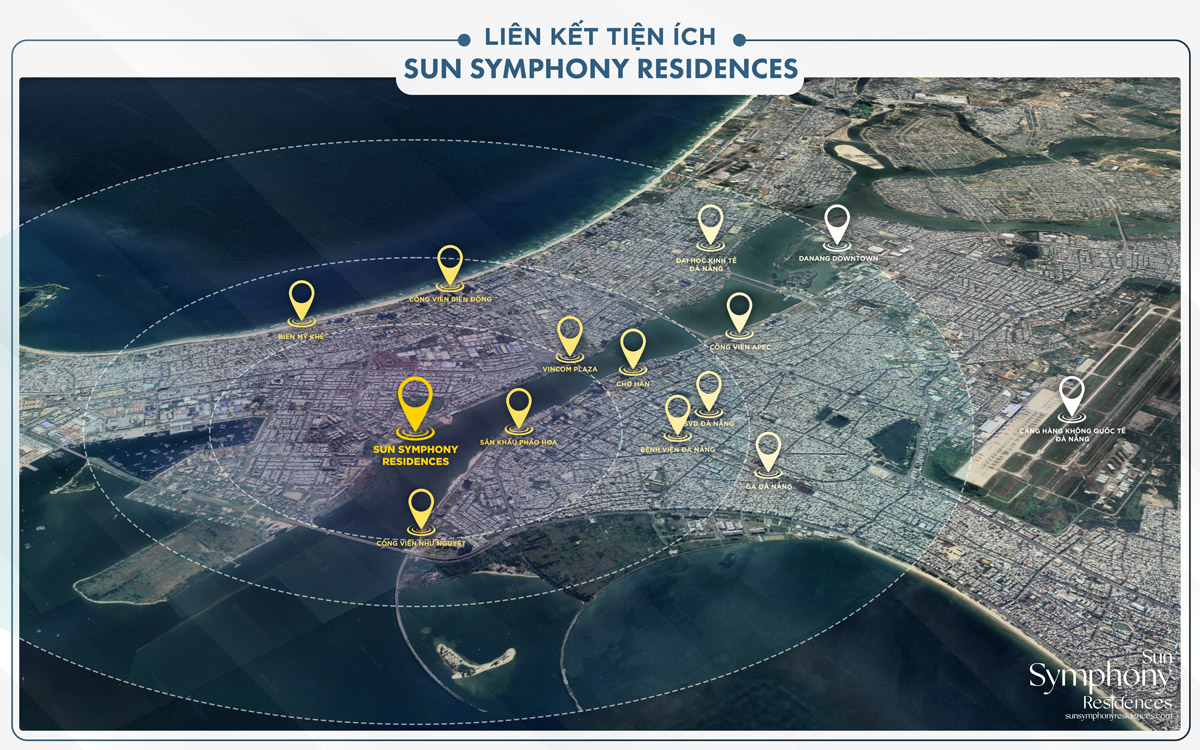 LIÊN KẾT TIỆN ÍCH
SUN SYMPHONY RESIDENCES
ĐẠI HỌC KINH TẾ
ĐÀ NẴNG
DANANG DOWNTOWN
CÔNG VIÊN BIỂN ĐÔNG
BIỂN MỸ KHÊ
CÔNG VIÊN APEC
VINCOM PLAZA
CHỢ HÀN
SUN SYMPHONY
RESIDENCES
SÂN KHẤU PHÁO HOA
SVĐ ĐÀ NẴNG
BỆNH VIỆN ĐÀ NẴNG
CẢNG HÀNG KHÔNG QUỐC TẾ
ĐÀ NẴNG
GA ĐÀ NẴNG
CÔNG VIÊN NHƯ NGUYỆT
Sun
Symphony
Residences
sunsymphonyresidences.com